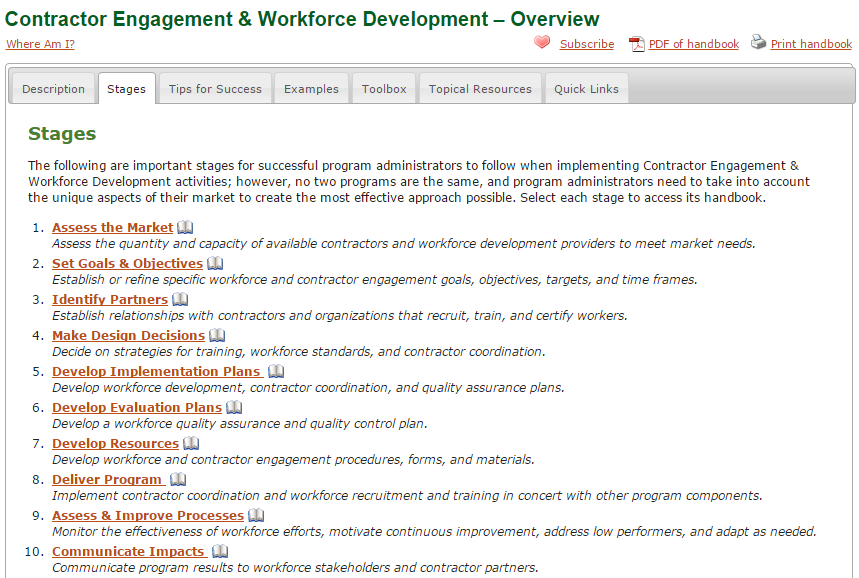 Contractor Engagement & Workforce Development – Overview
Where Am I?
Subscribe PDF of handbook Print handbook
Description Stages Tips for Success Examples Toolbox Topical Resources Quick Links
Stages
The following are important stages for successful program administrators to follow when implementing Contractor Engagement &
Workforce Development activities; however, no two programs are the same, and program administrators need to take into account
the unique aspects of their market to create the most effective approach possible. Select each stage to access its handbook.
1. Assess the Market
Assess the quantity and capacity of available contractors and workforce development providers to meet market needs.
2. Set Goals & Objectives
Establish or refine specific workforce and contractor engagement goals, objectives, targets, and time frames.
3. Identify Partners
Establish relationships with contractors and organizations that recruit, train, and certify workers.
4. Make Design Decisions
Decide on strategies for training, workforce standards, and contractor coordination.
5. Develop Implementation Plans
Develop workforce development, contractor coordination, and quality assurance plans.
6. Develop Evaluation Plans
Develop a workforce quality assurance and quality control plan.
7. Develop Resources
Develop workforce and contractor engagement procedures, forms, and materials.
8. Deliver Program
Implement contractor coordination and workforce recruitment and training in concert with other program components.
9. Assess & Improve Processes
Monitor the effectiveness of workforce efforts, motivate continuous improvement, address low performers, and adapt as needed.
10. Communicate Impacts
Communicate program results to workforce stakeholders and contractor partners.